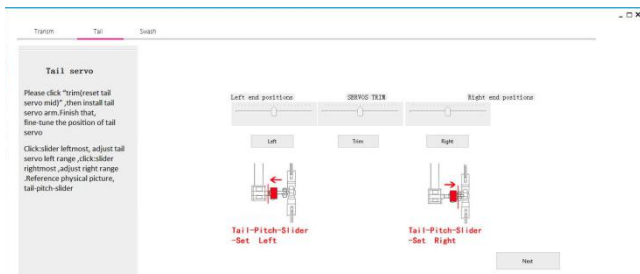 Transm Tail Swash
Tail servo
Please click "trim(reset tail
servo mid)" ,then install tail
servo arm.Finish that,
fine-tune the position of tail
servo
Click:slider leftmost, adjust tail
servo left range ,click:slider
rightmost ,adjust right range
.Reference physical picture,
tail-pitch-slider
Left end positions SERVOS TRIM Right end positions
Left Trim Right
Tail-Pitch-Slider
-Set Left
Tail-Pitch-Slider
-Set Right
Next